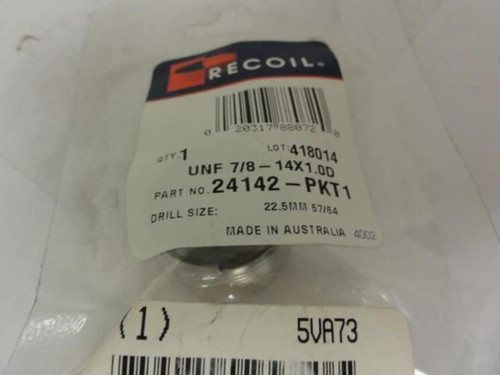 RECOIL®
0 20317 88072 8
QTY: 1 LOT: 418014
UNF 7/8-14X1.0D
PART NO. 24142-PKT1
DRILL SIZE: 22.5MM 57/64
MADE IN AUSTRALIA 4002
(1) 5VA73